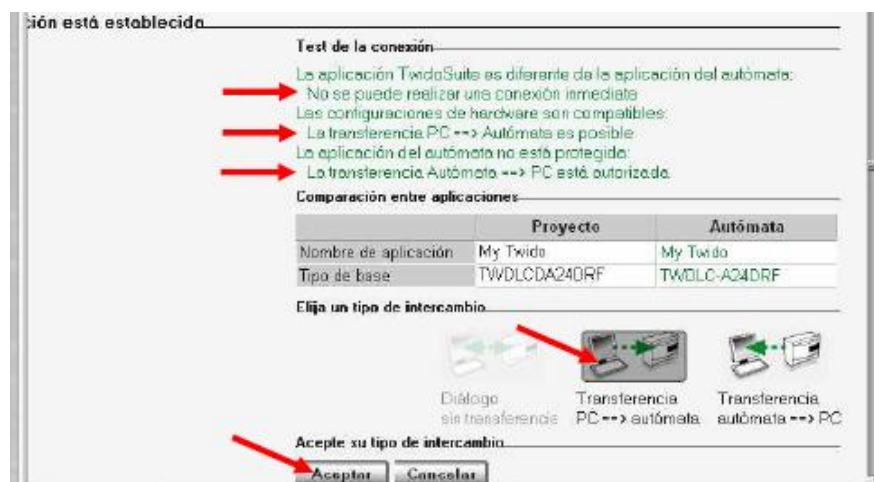 ión está establecida
Test de la conexión
La aplicación TwidoSuite es diferente de la aplicación del autómata:
No se puede realizar una conexión inmediata
Las configuraciones de hardware son compatibles:
La transferencia PC --> Autómata es posible
La aplicación del autómata no está protegida:
La transferencia Autómata --> PC está autorizada
Comparación entre aplicaciones
Proyecto Autómata
Nombre de aplicación My Twido My Twido
Tipo de base TWDLCDA24DRF TWDLC-A24DRF
Elija un tipo de intercambio
Diálogo Transferencia Transferencia
sin transferencia PC --> autómata autómata --> PC
Acepte su tipo de intercambio
Aceptar Cancelar